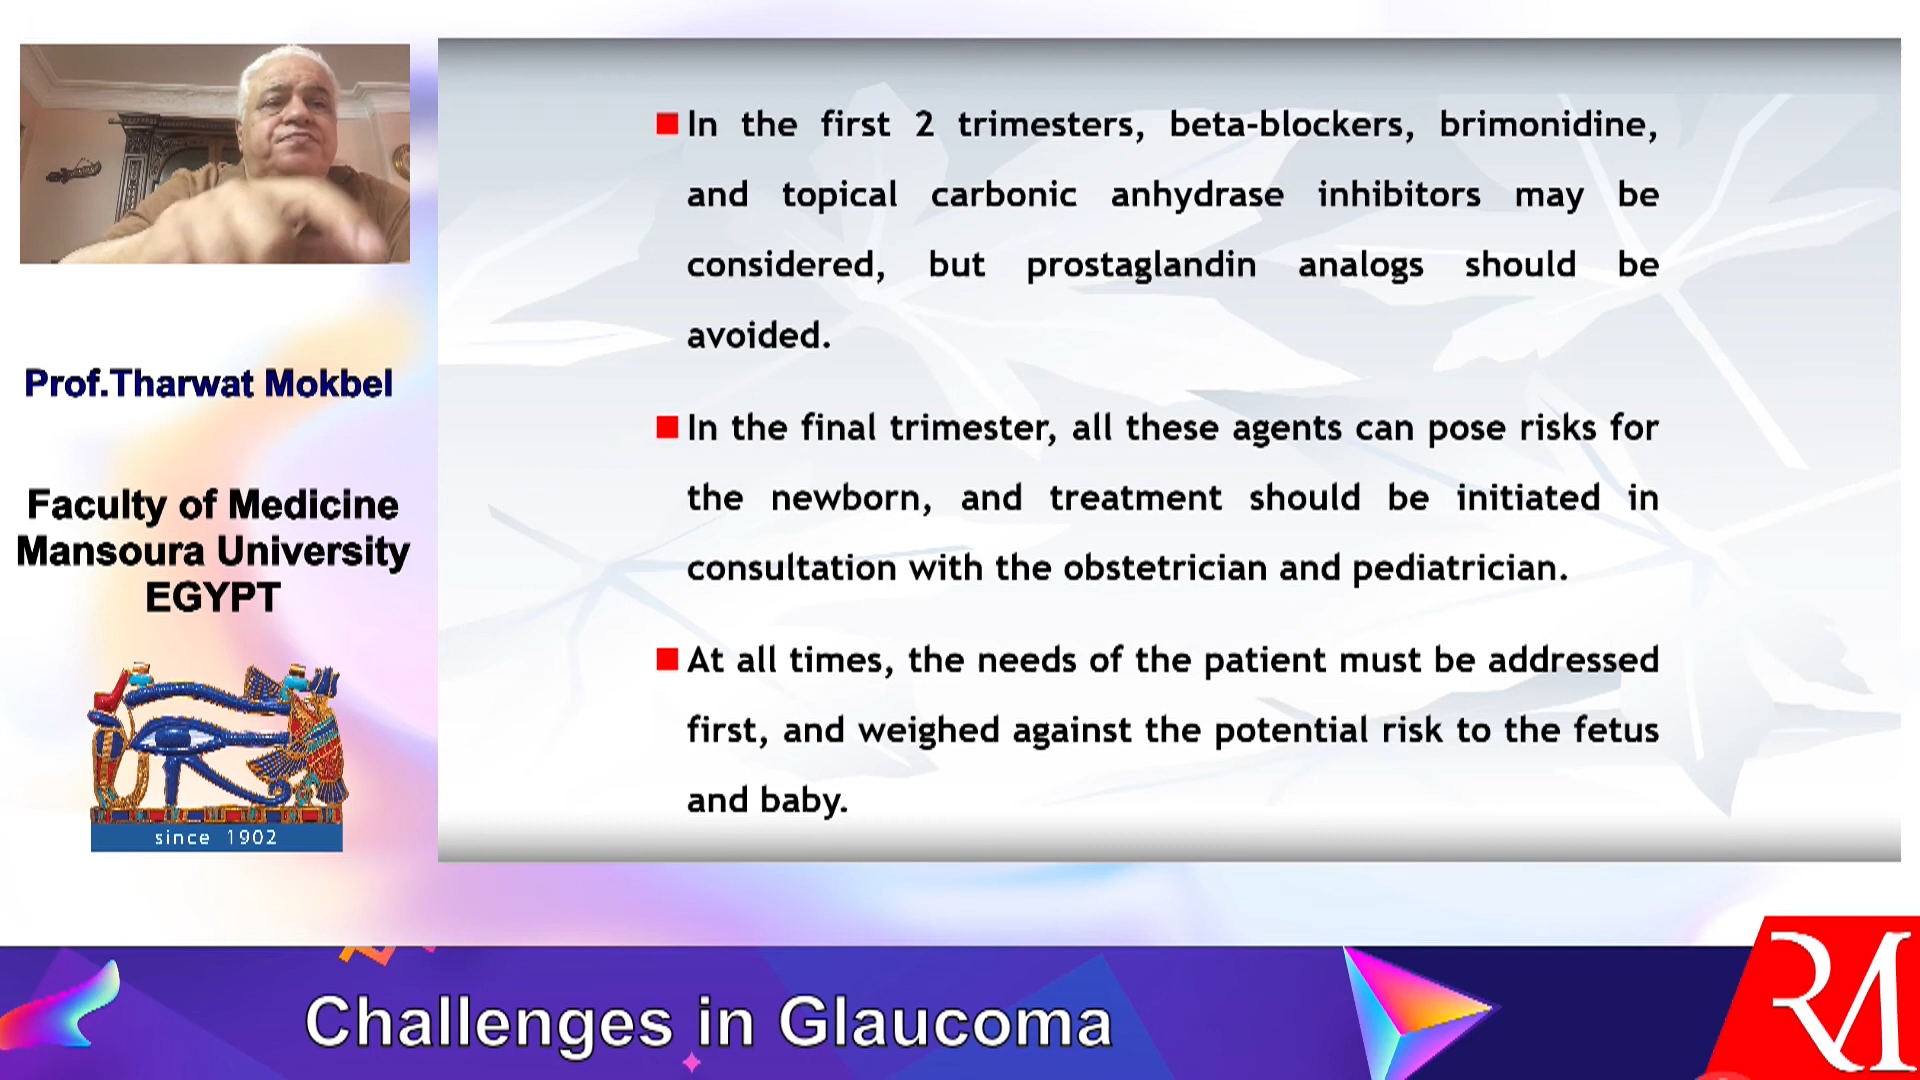 Prof.Tharwat Mokbel
Faculty of Medicine
Mansoura University
EGYPT
since 1902
■ In the first 2 trimesters, beta-blockers, brimonidine,
and topical carbonic anhydrase inhibitors may be
considered, but prostaglandin analogs should be
avoided.
■ In the final trimester, all these agents can pose risks for
the newborn, and treatment should be initiated in
consultation with the obstetrician and pediatrician.
■ At all times, the needs of the patient must be addressed
first, and weighed against the potential risk to the fetus
and baby.
Challenges in Glaucoma
RM